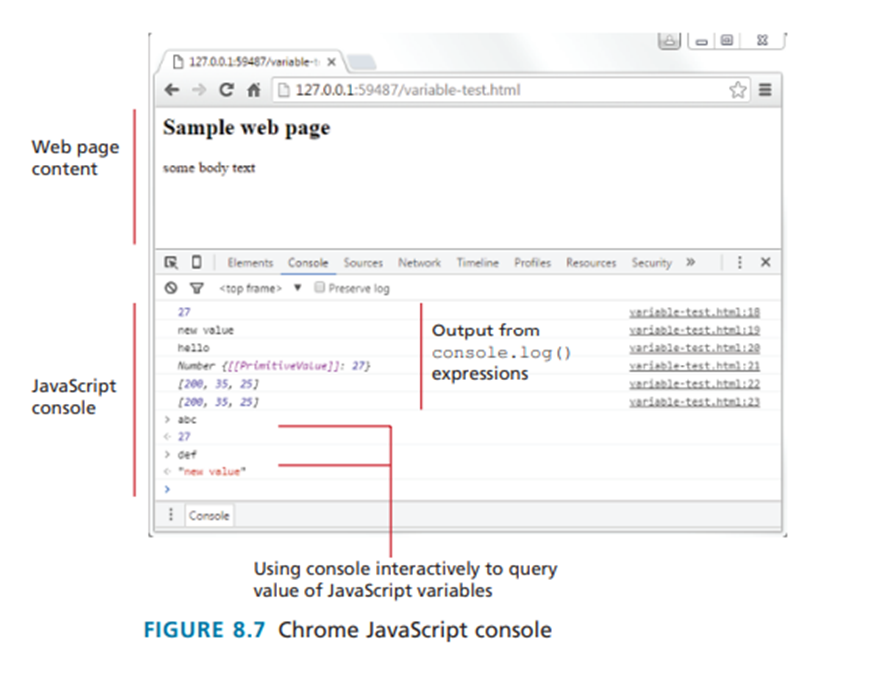 127.0.0.1:59487/variable-t
127.0.0.1:59487/variable-test.html
Web page
content
Sample web page
some body text
Elements Console Sources Network Timeline Profiles Resources Security »
<top frame> ▼ Preserve log
JavaScript
console
27 variable-test.html:18
new value variable-test.html:19
hello variable-test.html:20
Number {[[PrimitiveValue]]: 27} variable-test.html:21
[200, 35, 25] variable-test.html:22
[200, 35, 25] variable-test.html:23
Output from
console.log()
expressions
> abc
< 27
> def
< "new value"
>
Console
Using console interactively to query
value of JavaScript variables
FIGURE 8.7 Chrome JavaScript console